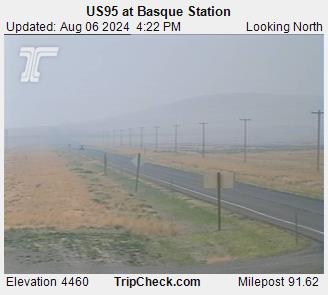 US95 at Basque Station
Updated: Aug 06 2024 4:22 PM Looking North
Elevation 4460 TripCheck.com Milepost 91.62